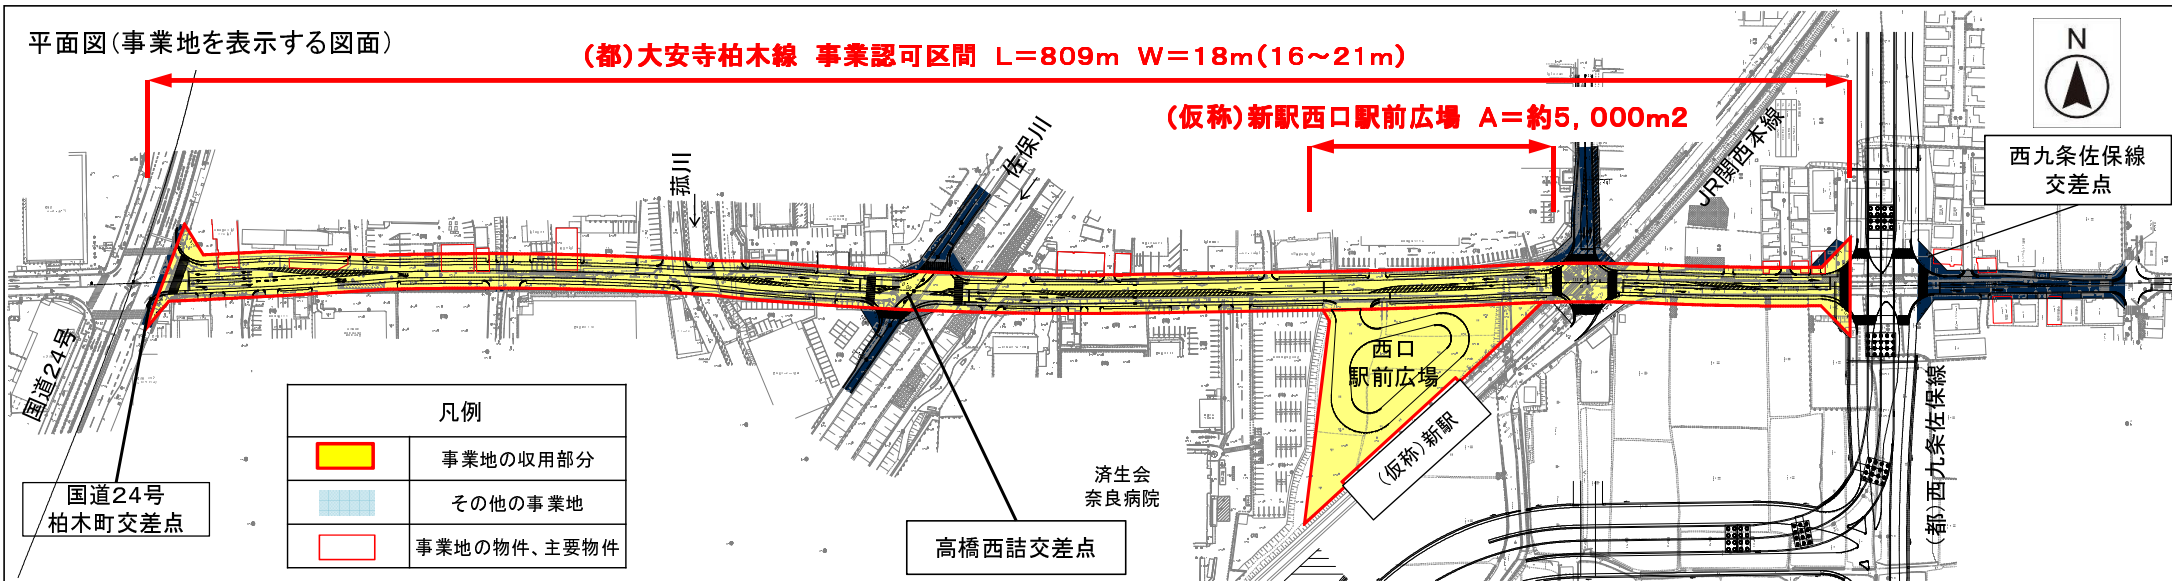 平面図(事業地を表示する図面)
(都)大安寺柏木線 事業認可区間 L=809m W=18m(16~21m)
(仮称)新駅西口駅前広場 A=約5,000m2
N
西九条佐保線
交差点
JR関西本線
佐保川
菰川
国道24号
西口
駅前広場
(仮称)新駅
(都)西九条佐保線
済生会
奈良病院
高橋西詰交差点
国道24号
柏木町交差点
凡例
事業地の収用部分
その他の事業地
事業地の物件、主要物件